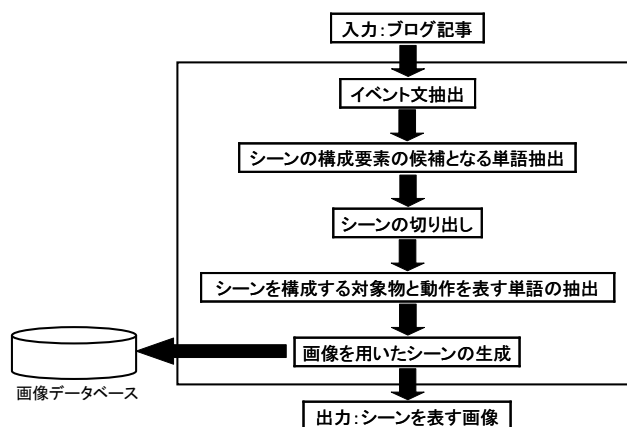 入力：ブログ記事
イベント文抽出
シーンの構成要素の候補となる単語抽出
シーンの切り出し
シーンを構成する対象物と動作を表す単語の抽出
画像を用いたシーンの生成
画像データベース
出力：シーンを表す画像